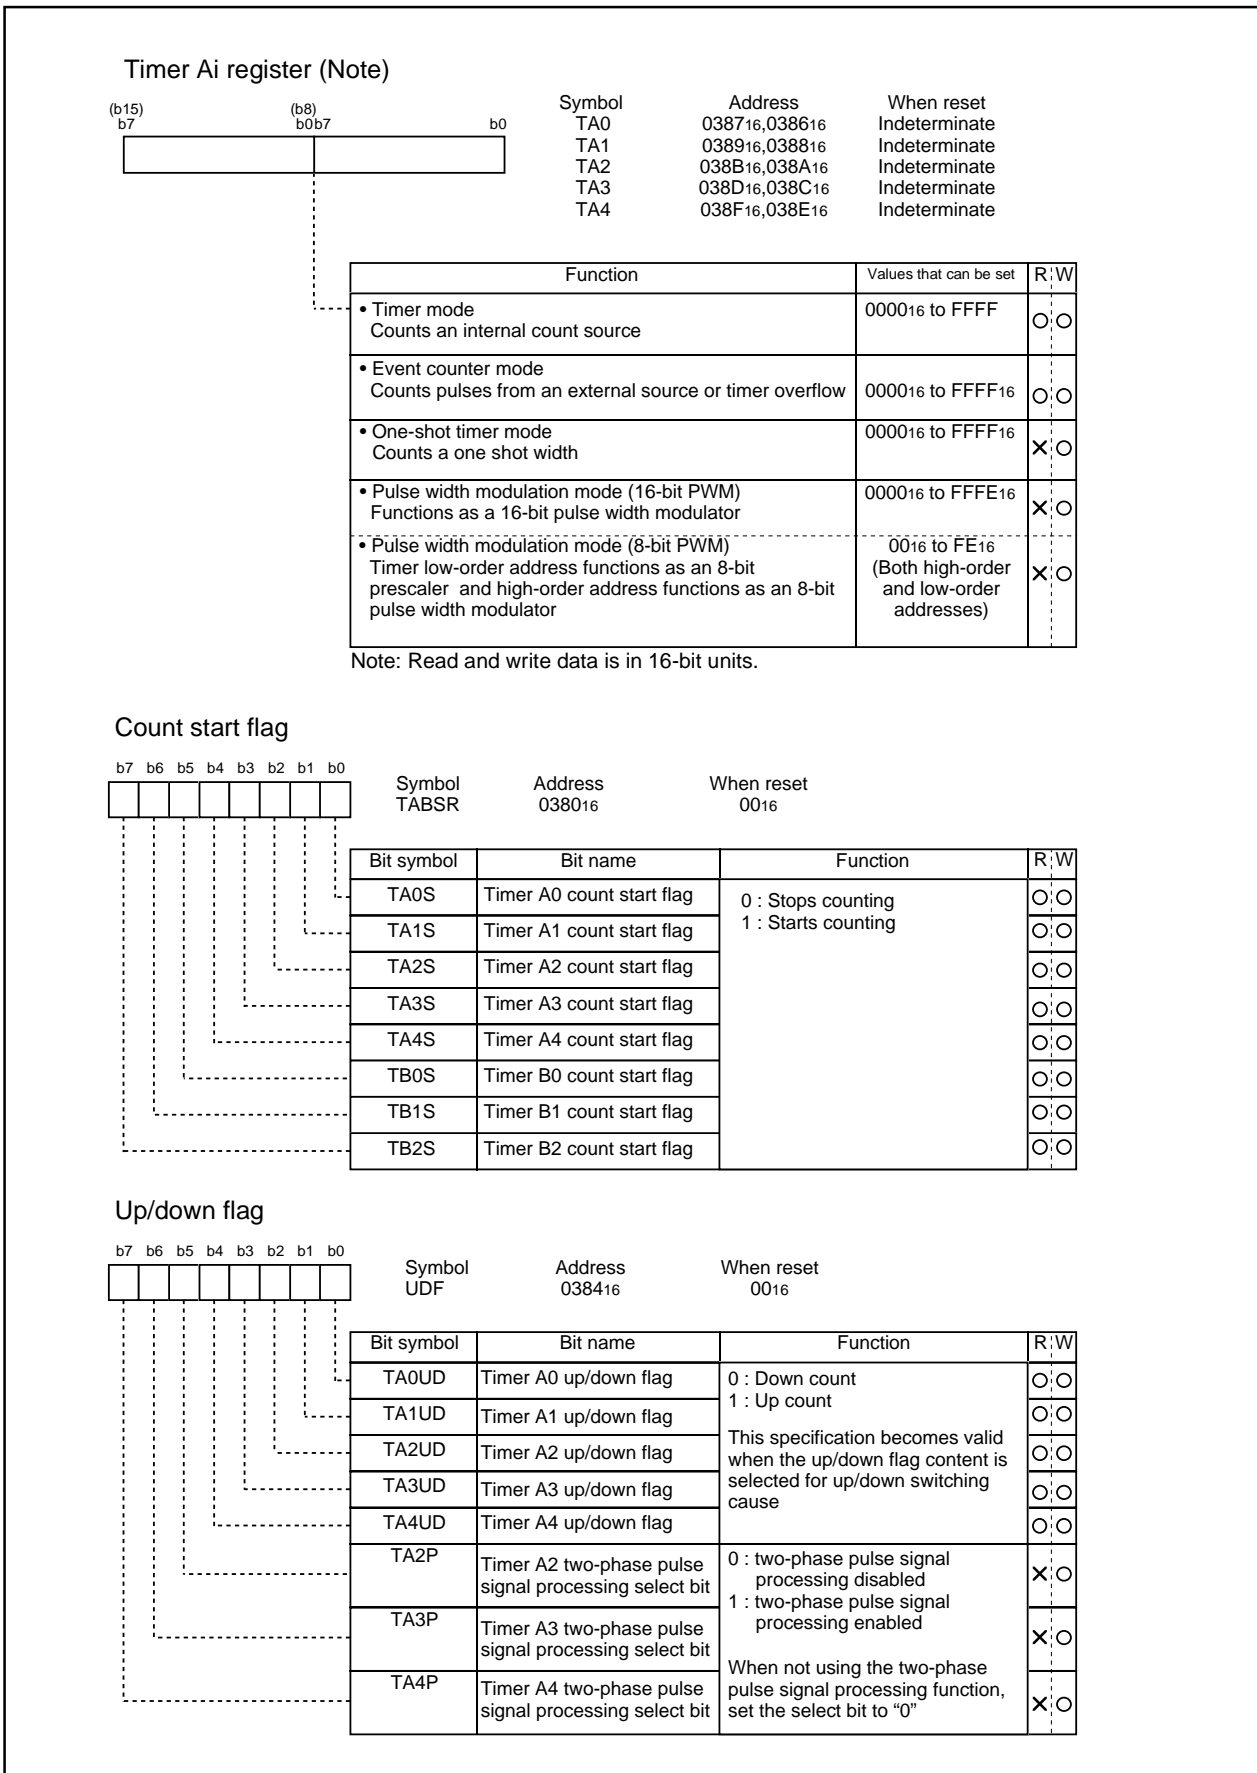 Timer Ai register (Note)
(b15) (b8)
b7 b0 b7 b0
Symbol Address When reset
TA0 038716,038616 Indeterminate
TA1 038916,038816 Indeterminate
TA2 038B16,038A16 Indeterminate
TA3 038D16,038C16 Indeterminate
TA4 038F16,038E16 Indeterminate
Function Values that can be set R W
• Timer mode 000016 to FFFF
Counts an internal count source
• Event counter mode
Counts pulses from an external source or timer overflow 000016 to FFFF16
• One-shot timer mode 000016 to FFFF16
Counts a one shot width X
• Pulse width modulation mode (16-bit PWM) 000016 to FFFE16
Functions as a 16-bit pulse width modulator X
• Pulse width modulation mode (8-bit PWM) 0016 to FE16
Timer low-order address functions as an 8-bit (Both high-order X
prescaler and high-order address functions as an 8-bit and low-order
pulse width modulator addresses)
Note: Read and write data is in 16-bit units.
Count start flag
b7 b6 b5 b4 b3 b2 b1 b0
Symbol Address When reset
TABSR 038016 0016
Bit symbol Bit name Function R W
TA0S Timer A0 count start flag 0 : Stops counting
TA1S Timer A1 count start flag 1 : Starts counting
TA2S Timer A2 count start flag
TA3S Timer A3 count start flag
TA4S Timer A4 count start flag
TB0S Timer B0 count start flag
TB1S Timer B1 count start flag
TB2S Timer B2 count start flag
Up/down flag
b7 b6 b5 b4 b3 b2 b1 b0
Symbol Address When reset
UDF 038416 0016
Bit symbol Bit name Function R W
TA0UD Timer A0 up/down flag 0 : Down count
1 : Up count
TA1UD Timer A1 up/down flag
This specification becomes valid
TA2UD Timer A2 up/down flag when the up/down flag content is
TA3UD Timer A3 up/down flag selected for up/down switching
cause
TA4UD Timer A4 up/down flag
TA2P Timer A2 two-phase pulse 0 : two-phase pulse signal
signal processing select bit processing disabled X
1 : two-phase pulse signal
TA3P Timer A3 two-phase pulse processing enabled
signal processing select bit X
When not using the two-phase
TA4P Timer A4 two-phase pulse pulse signal processing function,
signal processing select bit set the select bit to “0” X